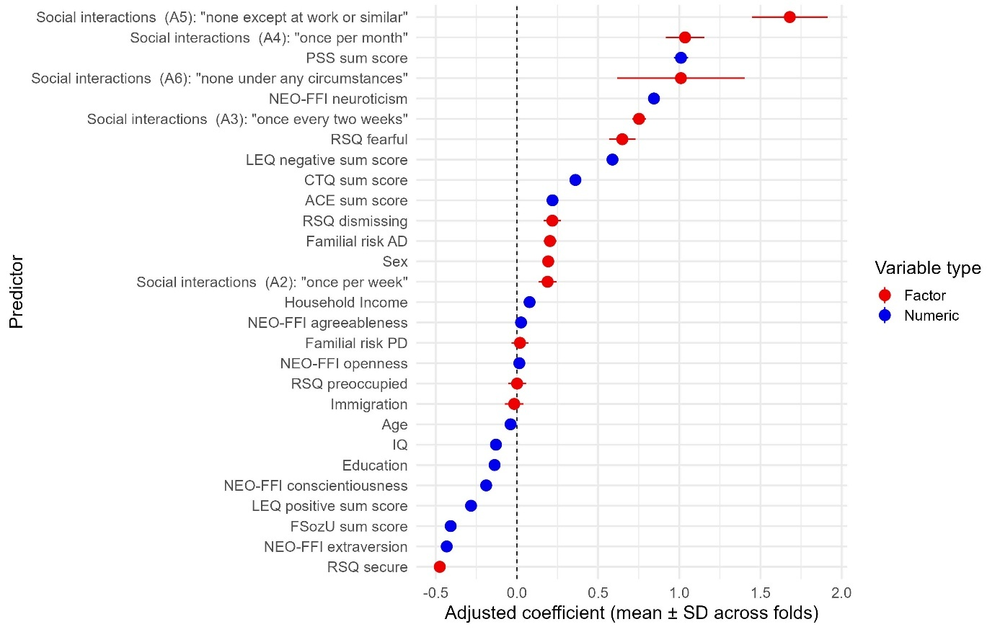 Social interactions  (A5): "none except at work or similar"
Social interactions  (A4): "once per month"
PSS sum score
Social interactions  (A6): "none under any circumstances"
NEO-FFI neuroticism
Social interactions  (A3): "once every two weeks"
RSQ fearful
LEQ negative sum score
CTQ sum score
ACE sum score
RSQ dismissing
Familial risk AD
Sex
Social interactions  (A2): "once per week"
Household Income
NEO-FFI agreeableness
Familial risk PD
NEO-FFI openness
RSQ preoccupied
Immigration
Age
IQ
Education
NEO-FFI conscientiousness
LEQ positive sum score
FSozU sum score
NEO-FFI extraversion
RSQ secure
Predictor
-0.5 0.0 0.5 1.0 1.5 2.0
Adjusted coefficient (mean ± SD across folds)
Variable type
Factor
Numeric